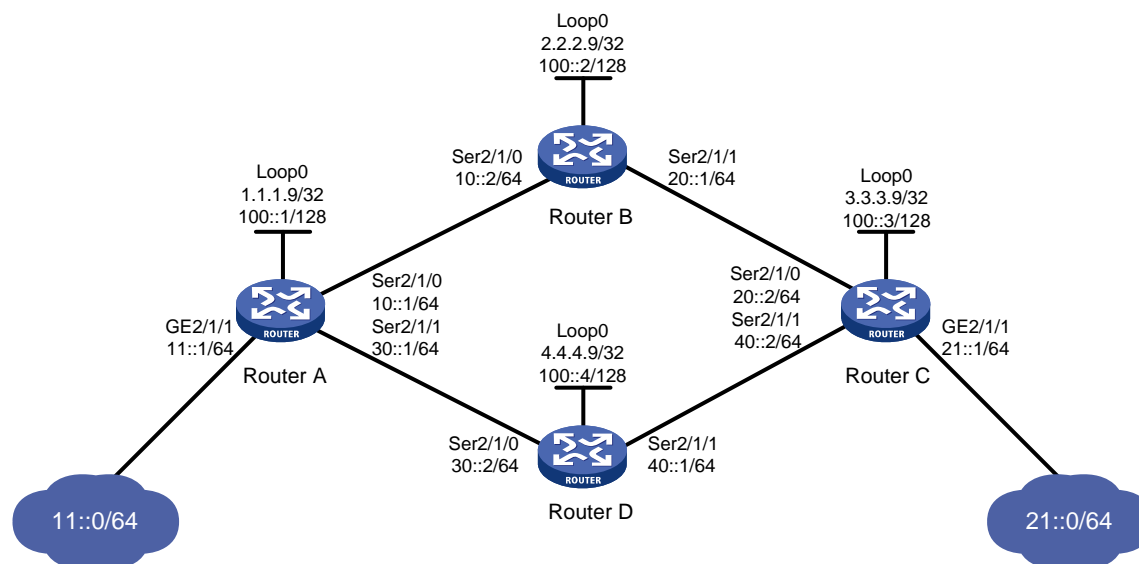 Loop0
2.2.2.9/32
100::2/128
Ser2/1/0
10::2/64
ROUTER
Ser2/1/1
20::1/64
Router B
Loop0
1.1.1.9/32
100::1/128
Loop0
3.3.3.9/32
100::3/128
GE2/1/1
11::1/64
ROUTER
Router A
Ser2/1/0
10::1/64
Ser2/1/1
30::1/64
Ser2/1/0
20::2/64
Ser2/1/1
40::2/64
ROUTER
Router C
GE2/1/1
21::1/64
Loop0
4.4.4.9/32
100::4/128
Ser2/1/0
30::2/64
ROUTER
Router D
Ser2/1/1
40::1/64
11::0/64
21::0/64